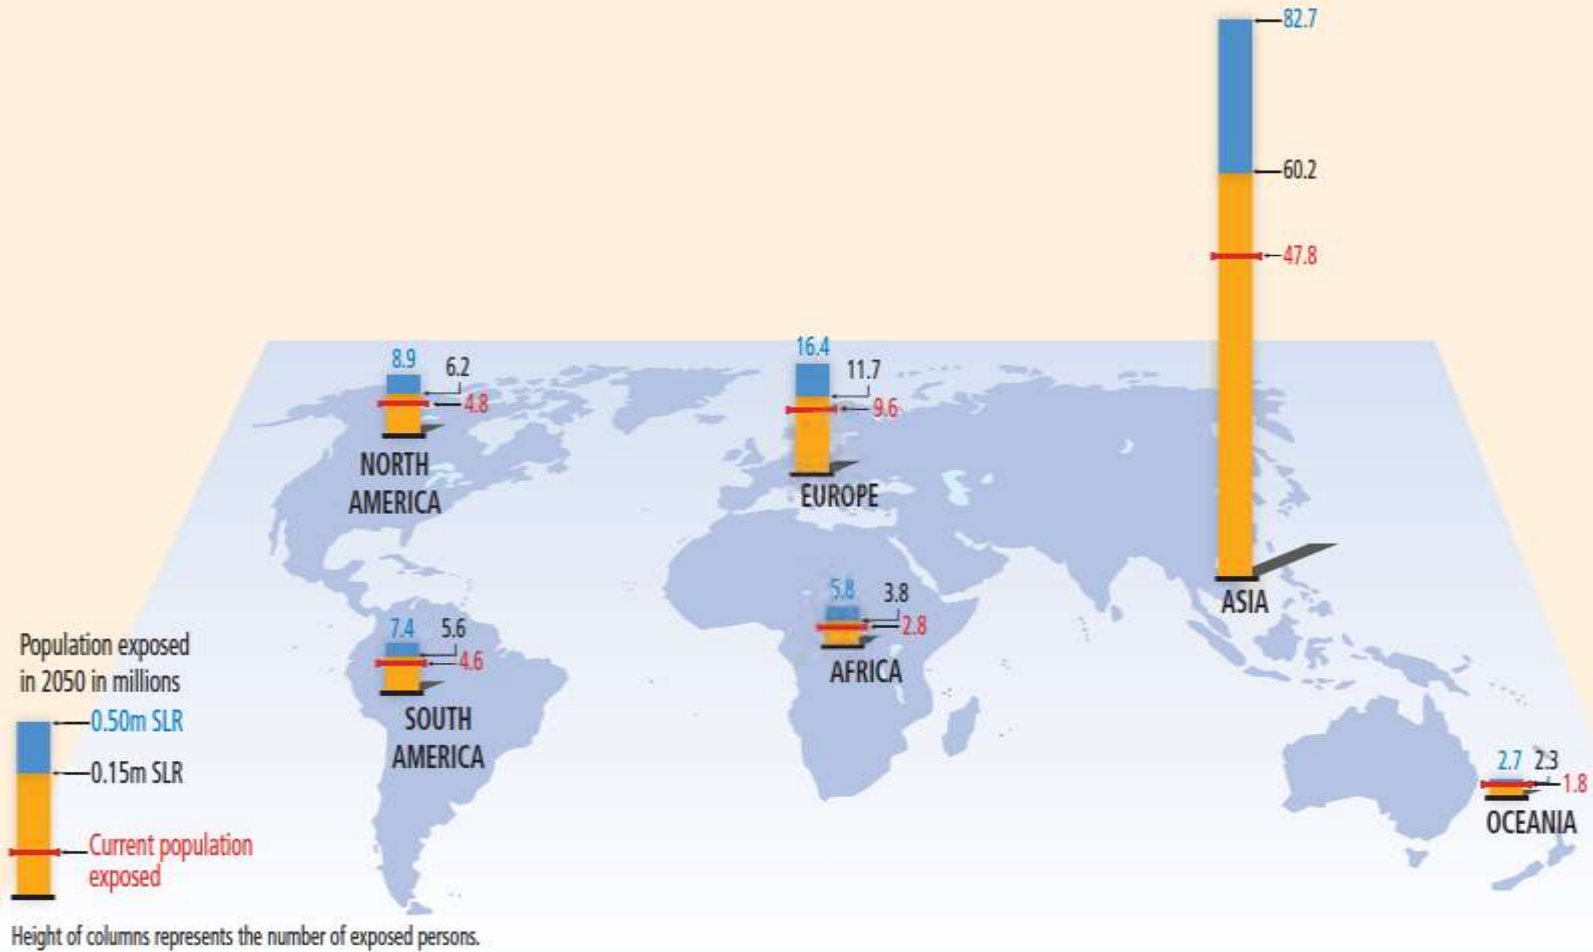 82.7
60.2
47.8
8.9
6.2
4.8
NORTH
AMERICA
16.4
11.7
9.6
EUROPE
ASIA
5.8
3.8
2.8
AFRICA
7.4
5.6
4.6
SOUTH
AMERICA
2.7
2.3
1.8
OCEANIA
Population exposed
in 2050 in millions
0.50m SLR
0.15m SLR
Current population
exposed
Height of columns represents the number of exposed persons.